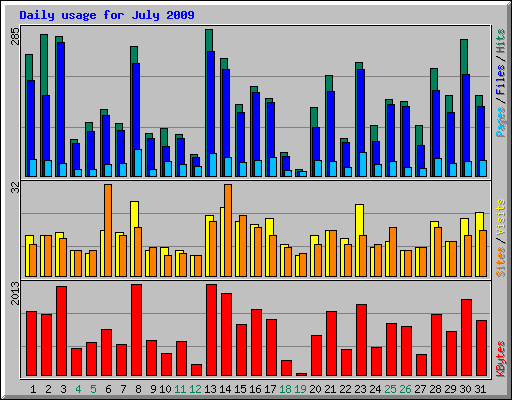 Daily usage for July 2009
285
Pages / Files / Hits
32
Sites / Visits
2013
KBytes
1 2 3 4 5 6 7 8 9 10 11 12 13 14 15 16 17 18 19 20 21 22 23 24 25 26 27 28 29 30 31